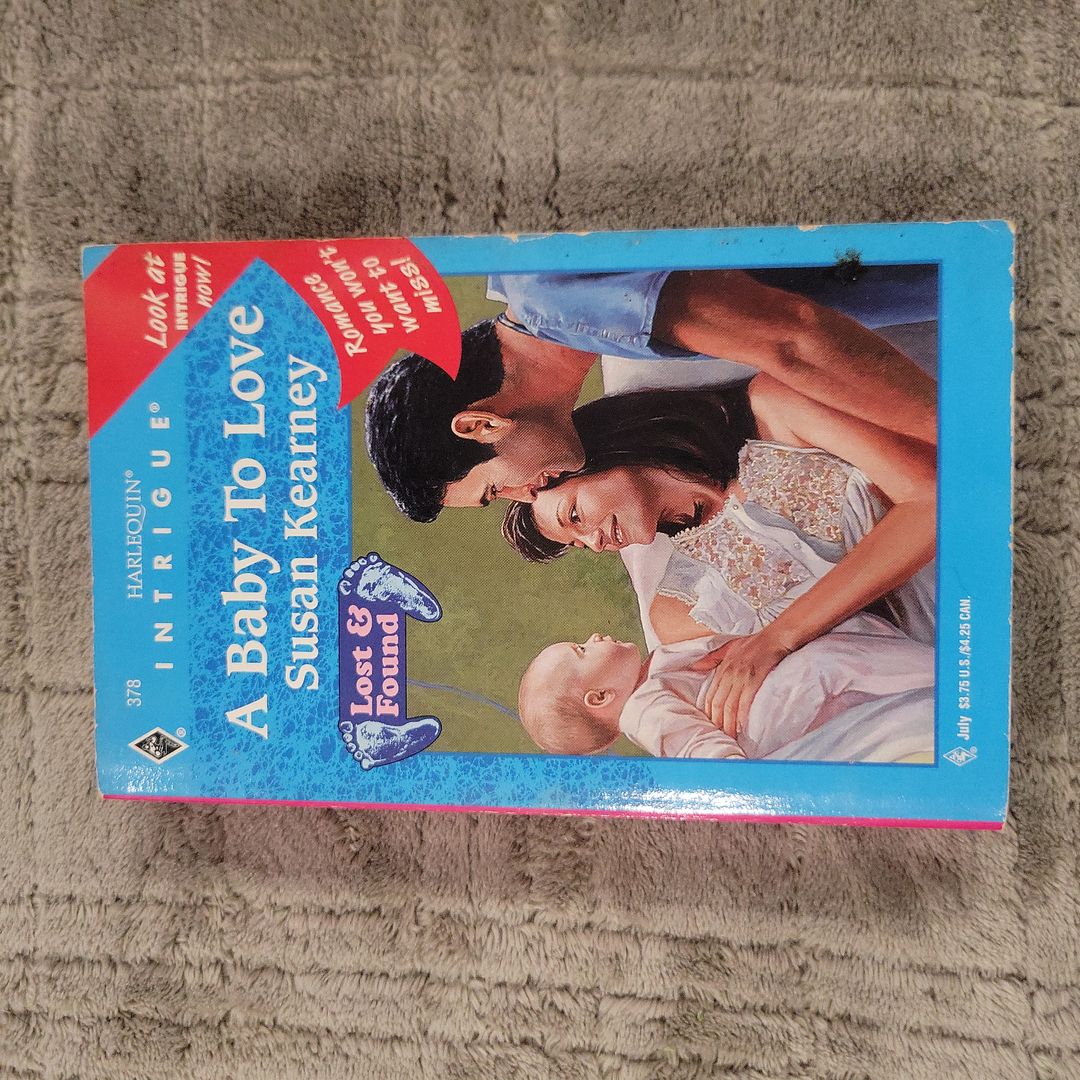 378 HARLEQUIN®
INTRIGUE®
Look at
INTRIGUE
now!
A Baby To Love
Susan Kearney
Romance
you won't
want to
miss!
Lost &
Found
July $3.75 U.S./$4.25 CAN.